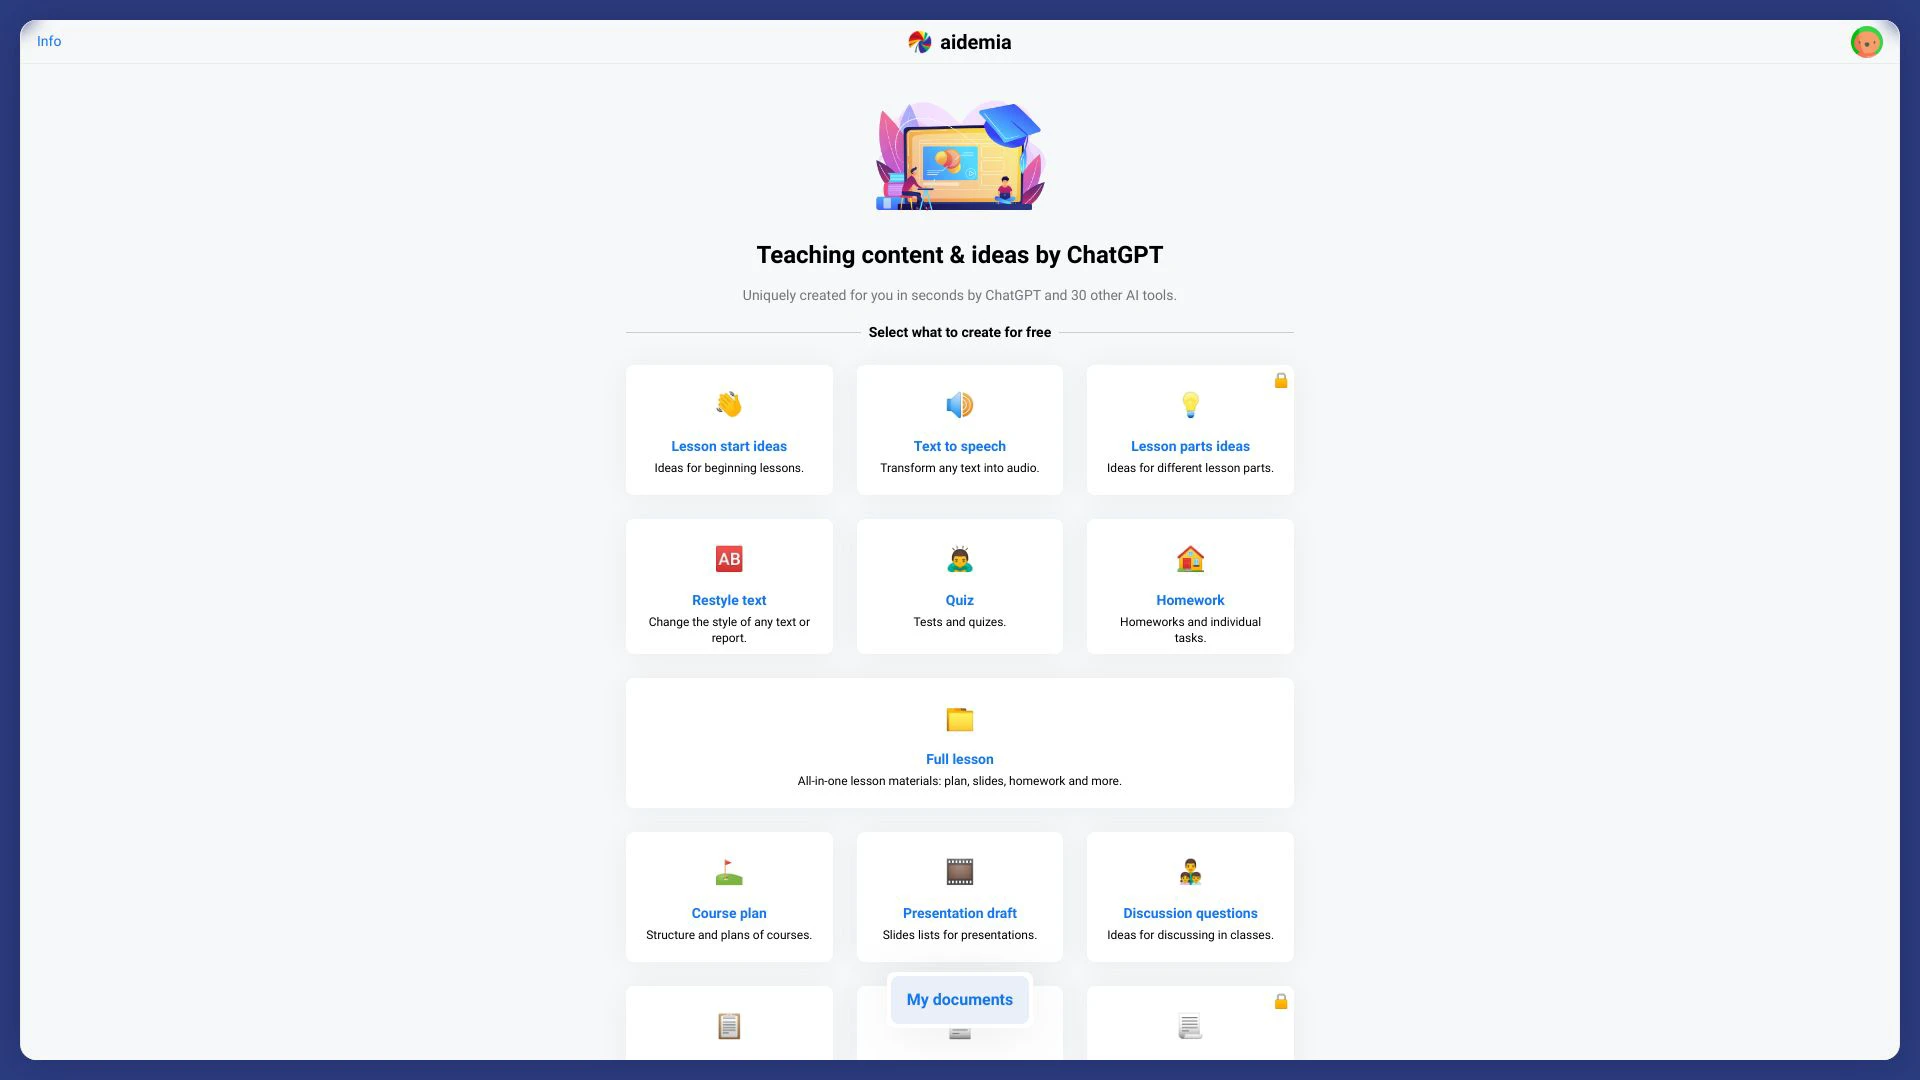 Info
aidemia
Teaching content & ideas by ChatGPT
Uniquely created for you in seconds by ChatGPT and 30 other AI tools.
Select what to create for free
Lesson start ideas
Ideas for beginning lessons.
Text to speech
Transform any text into audio.
Lesson parts ideas
Ideas for different lesson parts.
AB
Restyle text
Change the style of any text or
report.
Quiz
Tests and quizes.
Homework
Homeworks and individual
tasks.
Full lesson
All-in-one lesson materials: plan, slides, homework and more.
Course plan
Structure and plans of courses.
Presentation draft
Slides lists for presentations.
Discussion questions
Ideas for discussing in classes.
My documents